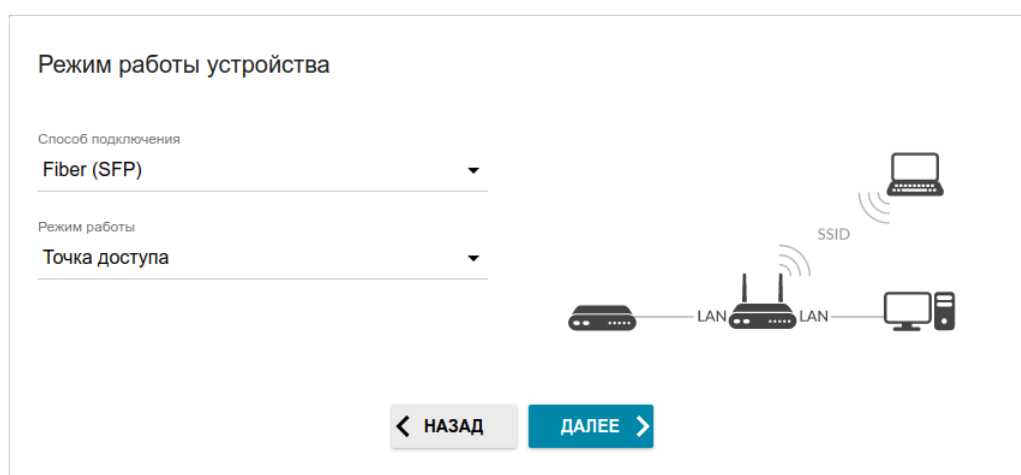 Режим работы устройства
Способ подключения
Fiber (SFP)
Режим работы
Точка доступа
SSID
LAN LAN
НАЗАД ДАЛЕЕ